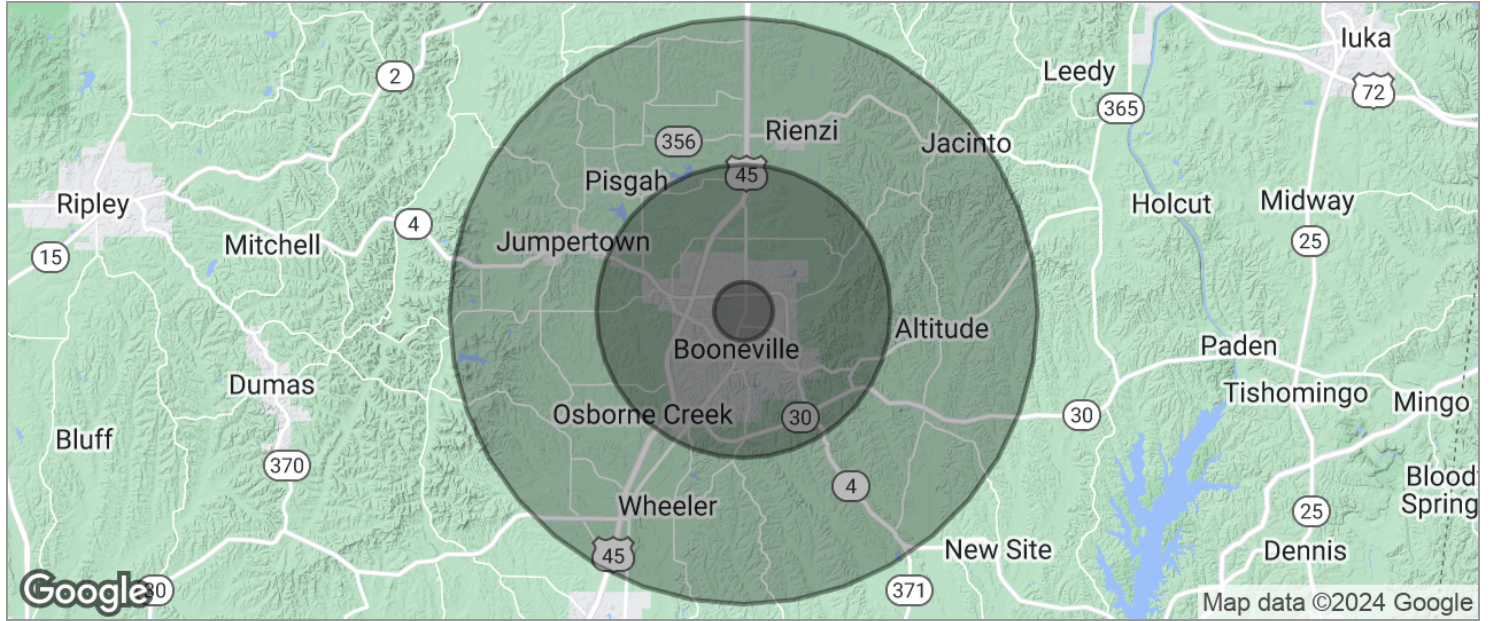 Iuka
Leedy
2
72
365
Rienzi
356
Jacinto
45
Pisgah
Ripley
Holcut
Midway
4
Jumpertown
Mitchell
25
15
Altitude
Booneville
Paden
Dumas
Tishomingo
Mingo
Osborne Creek
30
30
Bluff
370
Blood
Spring
4
Wheeler
25
45
New Site
Dennis
Google
30
371
Map data ©2024 Google